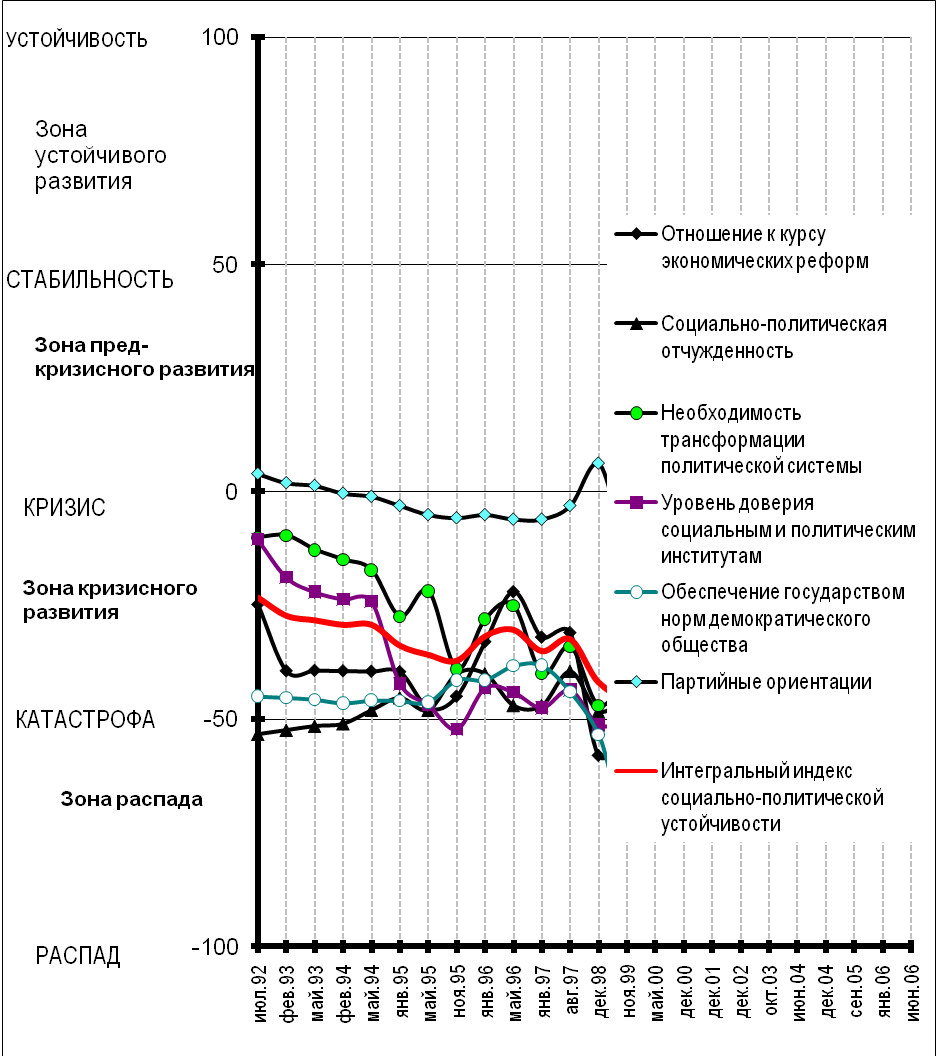 УСТОЙЧИВОСТЬ
100
Зона
устойчивого
развития
50
СТАБИЛЬНОСТЬ
Зона пред-
кризисного развития
0
КРИЗИС
Зона кризисного
развития
КАТАСТРОФА
-50
Зона распада
РАСПАД
-100
Отношение к курсу
экономических реформ
Социально-политическая
отчужденность
Необходимость
трансформации
политической системы
Уровень доверия
социальным и политическим
институтам
Обеспечение государством
норм демократического
общества
Партийные ориентации
Интегральный индекс
социально-политической
устойчивости
июл.92
фев.93
май.93
фев.94
май.94
янв.95
май.95
ноя.95
янв.96
май.96
янв.97
авг.97
дек.98
ноя.99
май.00
дек.00
дек.01
дек.02
окт.03
июн.04
дек.04
сен.05
янв.06
июн.06